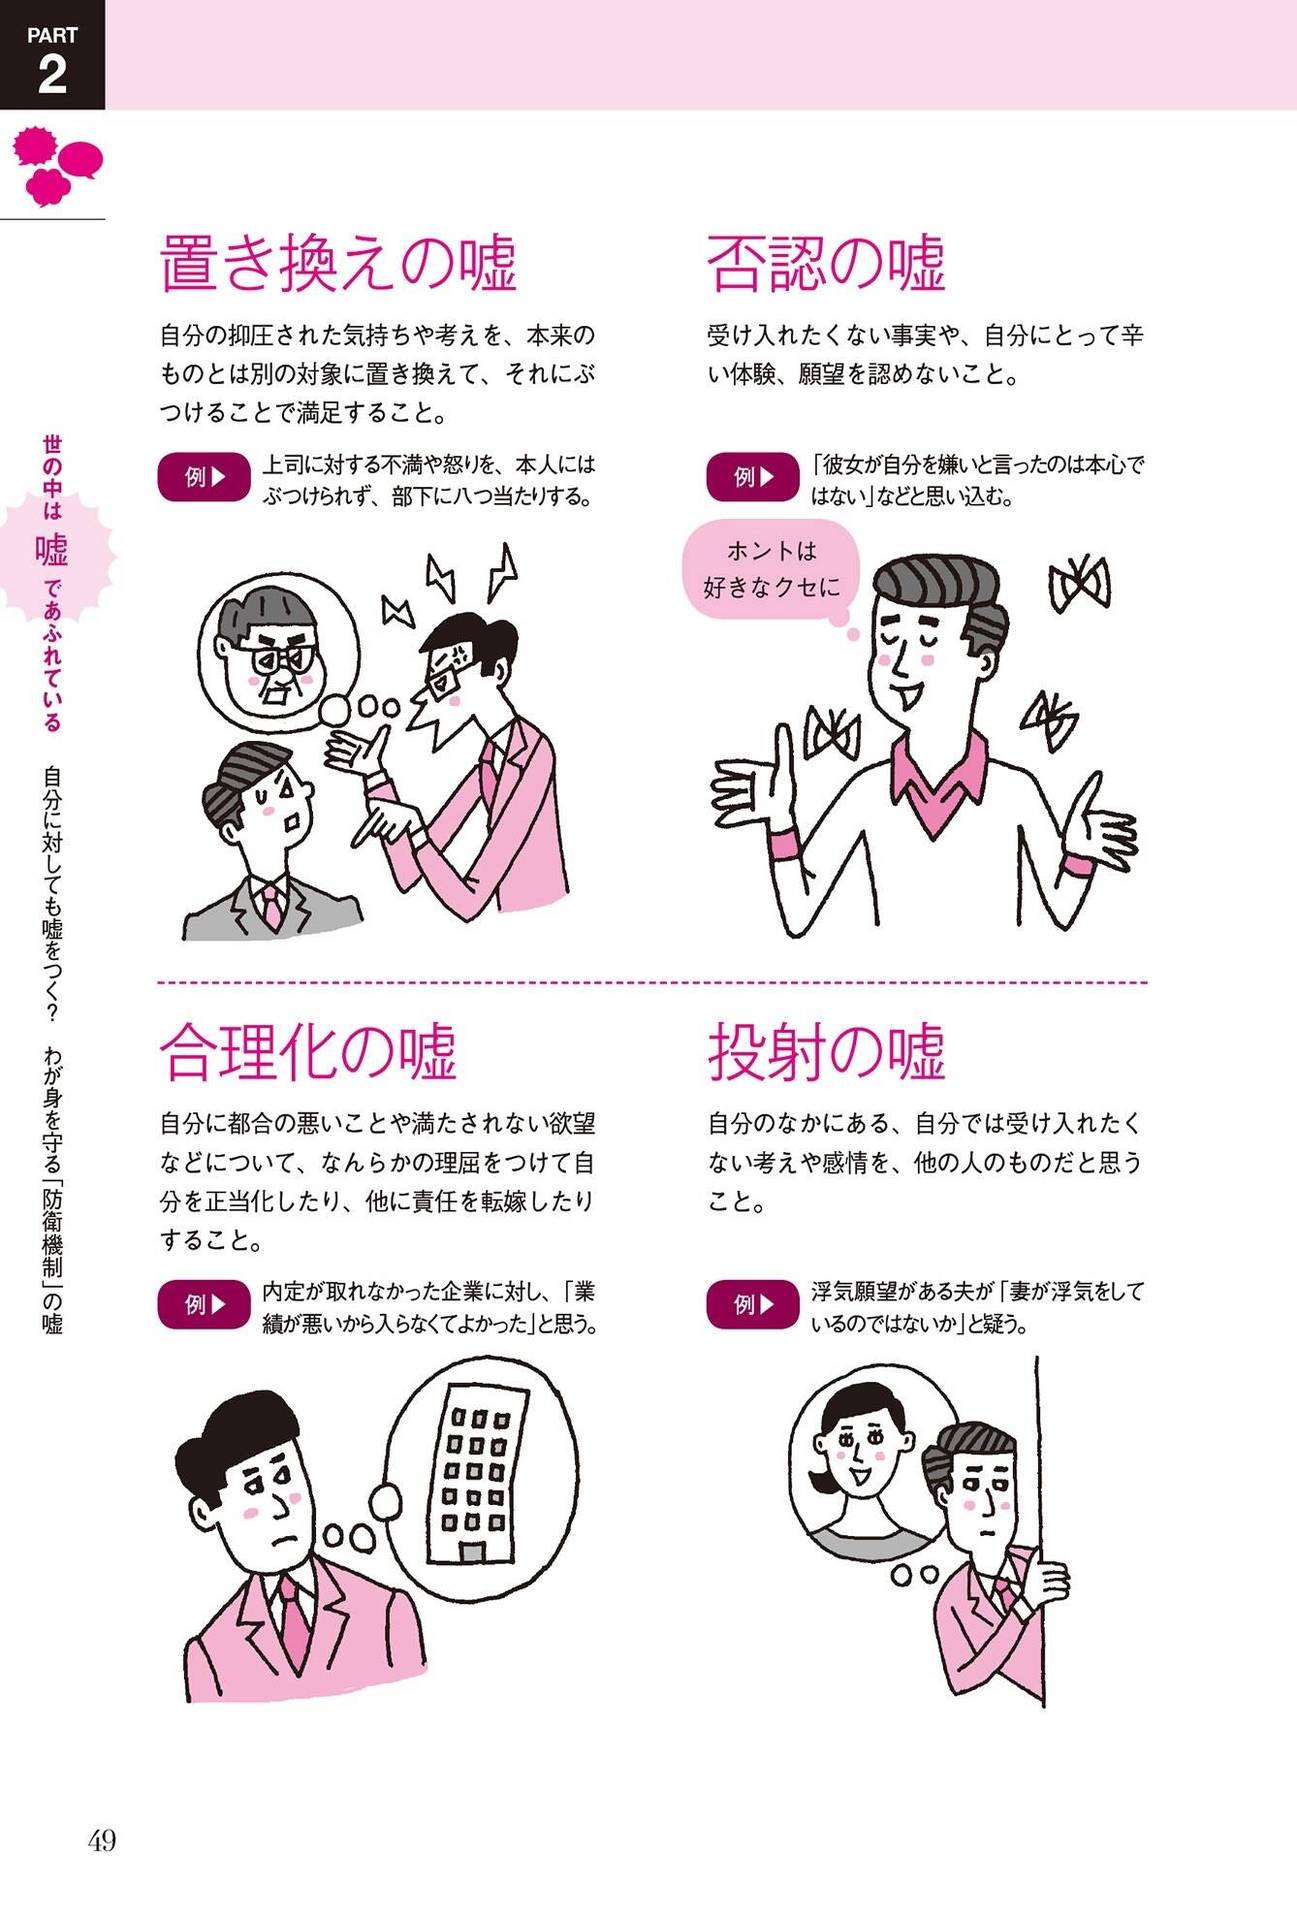 PART
2
否認の嘘
受け入れたくない事実や、自分にとって辛
い体験、願望を認めないこと。
例▶
「彼女が自分を嫌いと言ったのは本心で
はない」などと思い込む。
ホントは
好きなクセに
置き換えの嘘
自分の抑圧された気持ちや考えを、本来の
ものとは別の対象に置き換えて、それにぶ
つけることで満足すること。
例▶
上司に対する不満や怒りを、本人には
ぶつけられず、部下に八つ当たりする。
投射の嘘
自分のなかにある、自分では受け入れたく
ない考えや感情を、他の人のものだと思う
こと。
例▶
浮気願望がある夫が「妻が浮気をして
いるのではないか」と疑う。
合理化の嘘
自分に都合の悪いことや満たされない欲望
などについて、なんらかの理屈をつけて自
分を正当化したり、他に責任を転嫁したり
すること。
例▶
内定が取れなかった企業に対し、「業
績が悪いから入らなくてよかった」と思う。
世の中は嘘であふれている　自分に対しても嘘をつく？　わが身を守る「防衛機制」の嘘
49